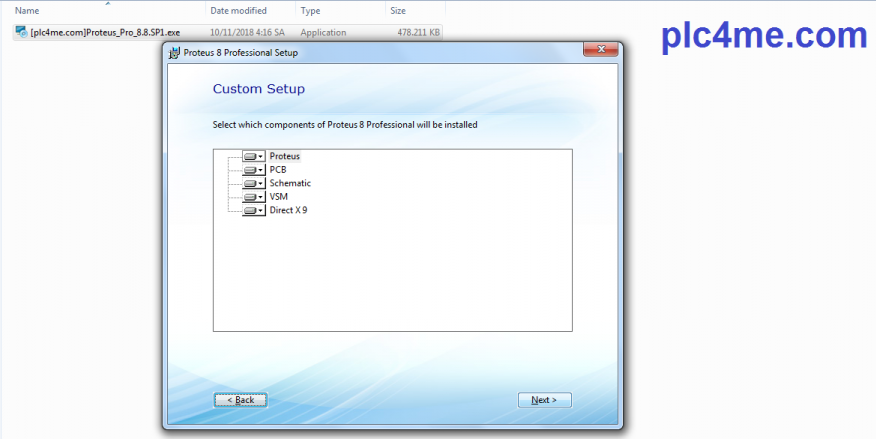 Name Date modified Type Size
[plc4me.com]Proteus_Pro_8.8.SP1.exe 10/11/2018 4:16 SA Application 478.211 KB
plc4me.com
Proteus 8 Professional Setup
Custom Setup
Select which components of Proteus 8 Professional will be installed
Proteus
PCB
Schematic
VSM
Direct X 9
< Back Next >